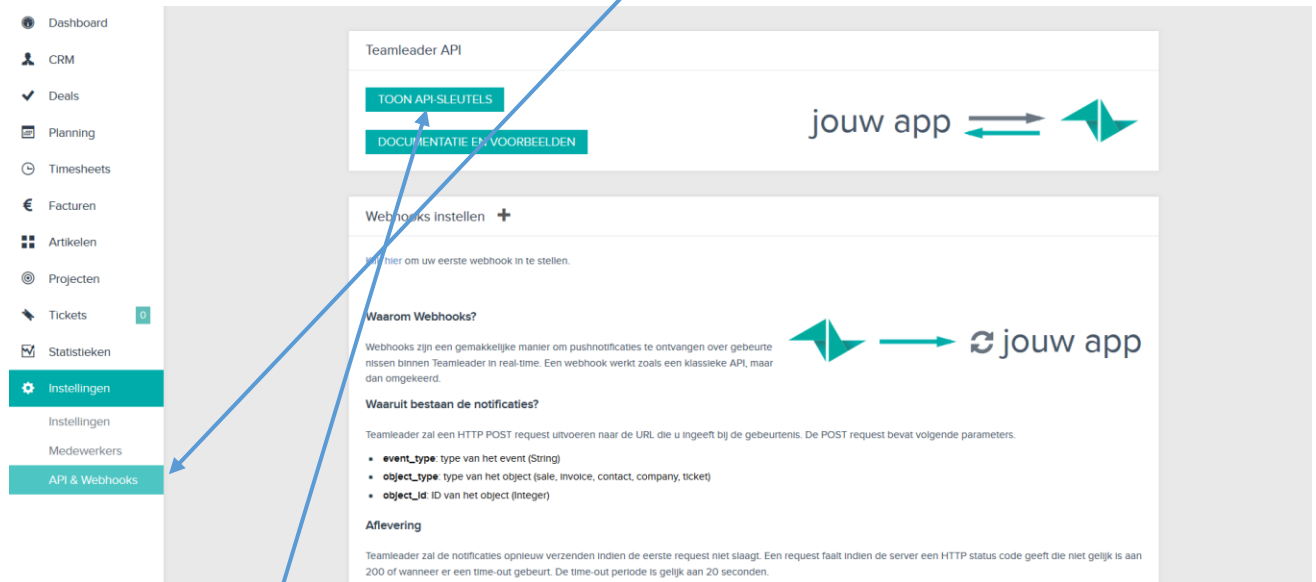 Dashboard
CRM
Deals
Planning
Timesheets
Facturen
Artikelen
Projecten
Tickets 0
Statistieken
Instellingen
Instellingen
Medewerkers
API & Webhooks
Teamleader API
TOON API-SLEUTELS
DOCUMENTATIE EN VOORBEELDEN
jouw app
Webhooks instellen
Klik hier om uw eerste webhook in te stellen.
Waarom Webhooks?
Webhooks zijn een gemakkelijke manier om pushnotificaties te ontvangen over gebeurte
nissen binnen Teamleader in real-time. Een webhook werkt zoals een klassieke API, maar
dan omgekeerd.
jouw app
Waaruit bestaan de notificaties?
Teamleader zal een HTTP POST request uitvoeren naar de URL die u ingeeft bij de gebeurtenis. De POST request bevat volgende parameters.
• event_type: type van het event (String)
• object_type: type van het object (sale, invoice, contact, company, ticket)
• object_id: ID van het object (Integer)
Aflevering
Teamleader zal de notificaties opnieuw verzenden indien de eerste request niet slaagt. Een request faalt indien de server een HTTP status code geeft die niet gelijk is aan
200 of wanneer er een time-out gebeurt. De time-out periode is gelijk aan 20 seconden.